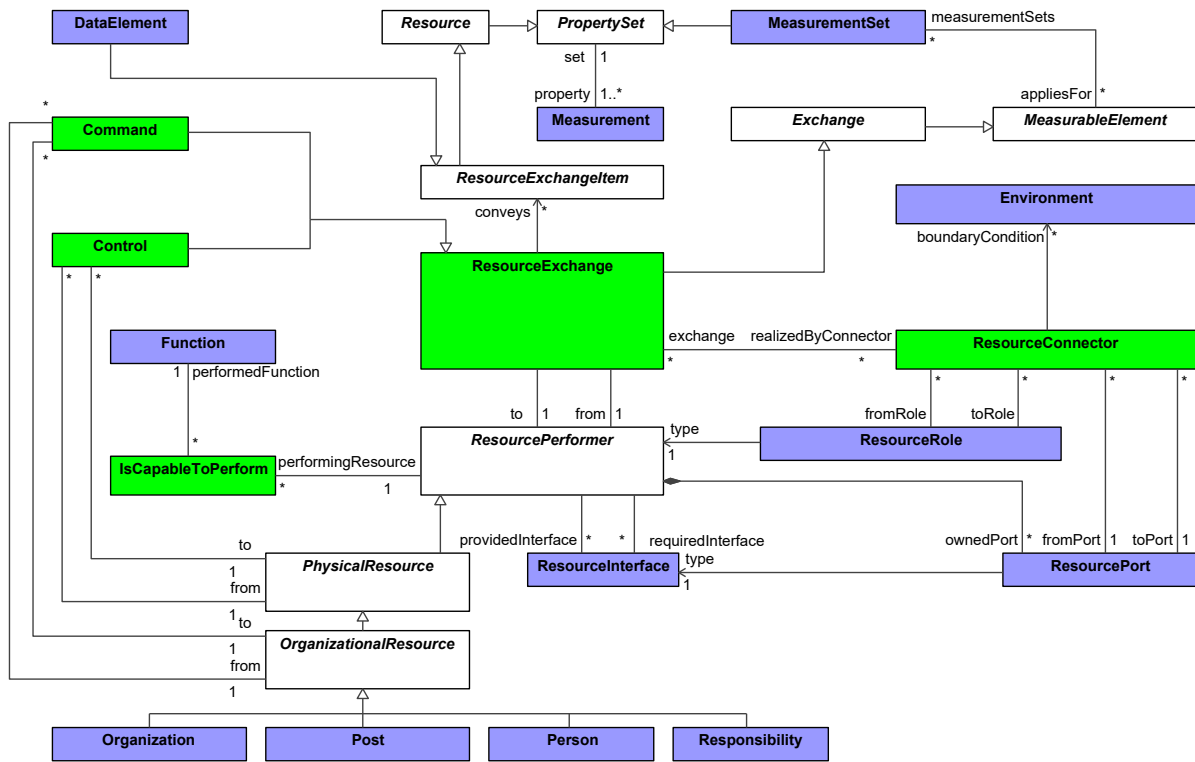 DataElement
Resource
PropertySet
MeasurementSet
measurementSets
*
set
1
property
1..*
appliesFor
*
Measurement
Exchange
MeasurableElement
*
Command
*
ResourceExchangeItem
conveys
*
Environment
boundaryCondition
*
Control
*
*
ResourceExchange
exchange
realizedByConnector
*
*
ResourceConnector
*
*
*
*
Function
1
performedFunction
*
to
1
from
1
fromRole
toRole
ResourcePerformer
type
1
ResourceRole
IsCapableToPerform
performingResource
*
1
providedInterface
*
*
requiredInterface
ownedPort
*
fromPort
1
toPort
1
to
1
PhysicalResource
ResourceInterface
type
1
ResourcePort
from
1
to
1
OrganizationalResource
from
1
Organization
Post
Person
Responsibility